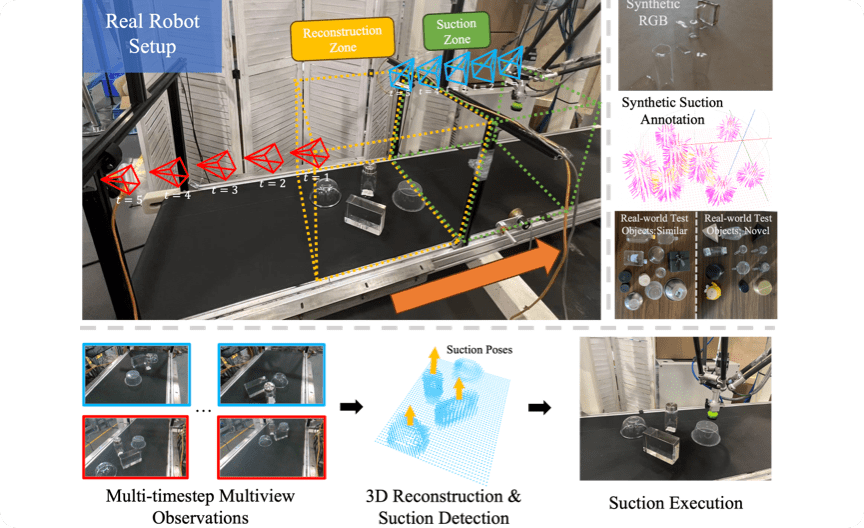 Real Robot
Setup
Reconstruction
Zone
Suction
Zone
t = 5
t = 4
t = 3
t = 2
t = 1
Synthetic
RGB
Synthetic Suction
Annotation
Real-world Test
Objects:Similar
Real-world Test
Objects: Novel
Suction Poses
...
Multi-timestep Multiview
Observations
3D Reconstruction &
Suction Detection
Suction Execution